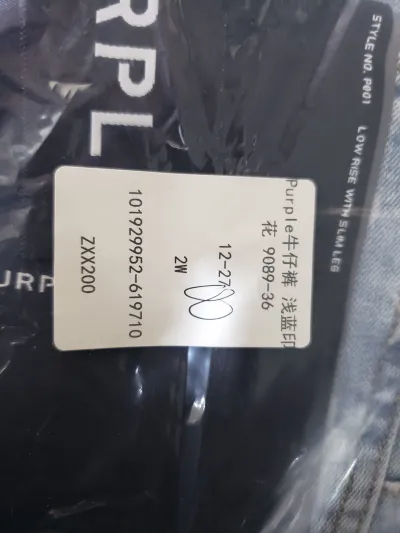 Purple牛仔裤 浅蓝印
花 9089-36
12-27
2W
101929952-619710
ZXX200
STYLE NO. P001
LOW RISE WITH SLIM LEG
URPL
URP